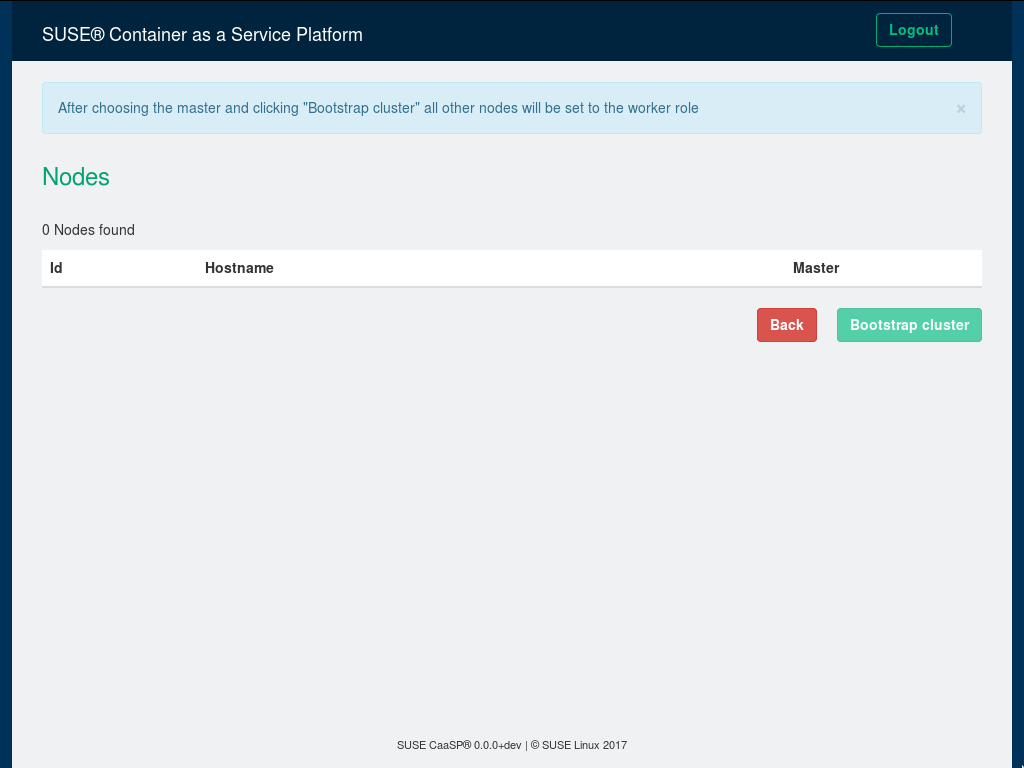 SUSE® Container as a Service Platform
Logout
After choosing the master and clicking "Bootstrap cluster" all other nodes will be set to the worker role
×
Nodes
0 Nodes found
Id Hostname Master
Back Bootstrap cluster
SUSE CaaSP® 0.0.0+dev | © SUSE Linux 2017